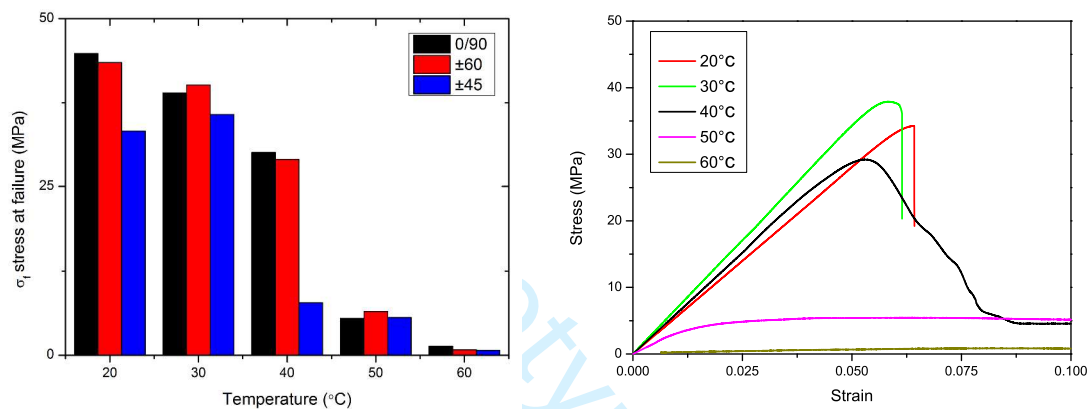 50
25
0
σf stress at failure (MPa)
0/90
±60
±45
20 30 40 50 60
Temperature (°C)
50
40
30
20
10
0
Stress (MPa)
20°c
30°c
40°c
50°c
60°c
0.000 0.025 0.050 0.075 0.100
Strain